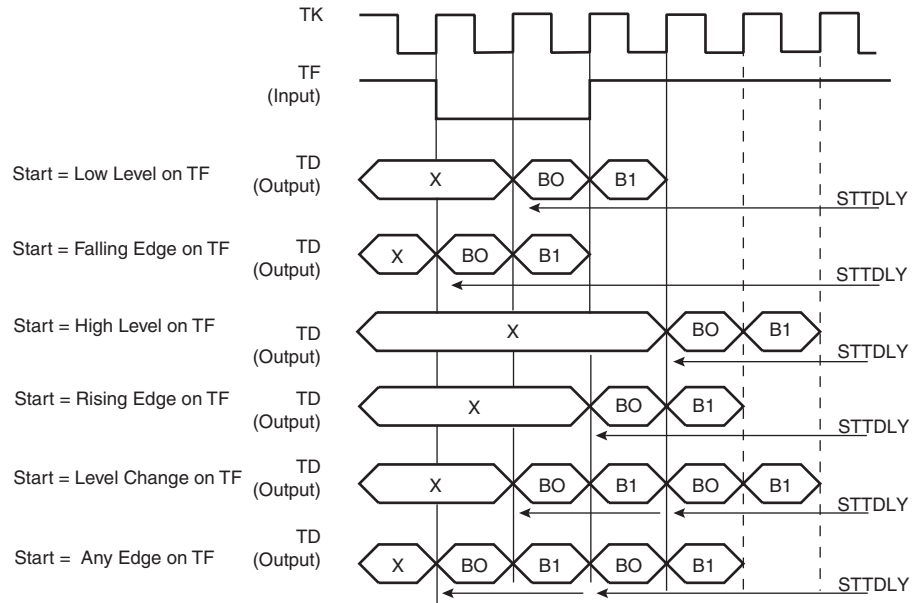 TK
TF
(Input)
Start = Low Level on TF
TD
(Output)
X
BO
B1
STTDLY
Start = Falling Edge on TF
TD
(Output)
X
BO
B1
STTDLY
Start = High Level on TF
TD
(Output)
X
BO
B1
STTDLY
Start = Rising Edge on TF
TD
(Output)
X
BO
B1
STTDLY
Start = Level Change on TF
TD
(Output)
X
BO
B1
BO
B1
STTDLY
Start = Any Edge on TF
TD
(Output)
X
BO
B1
BO
B1
STTDLY